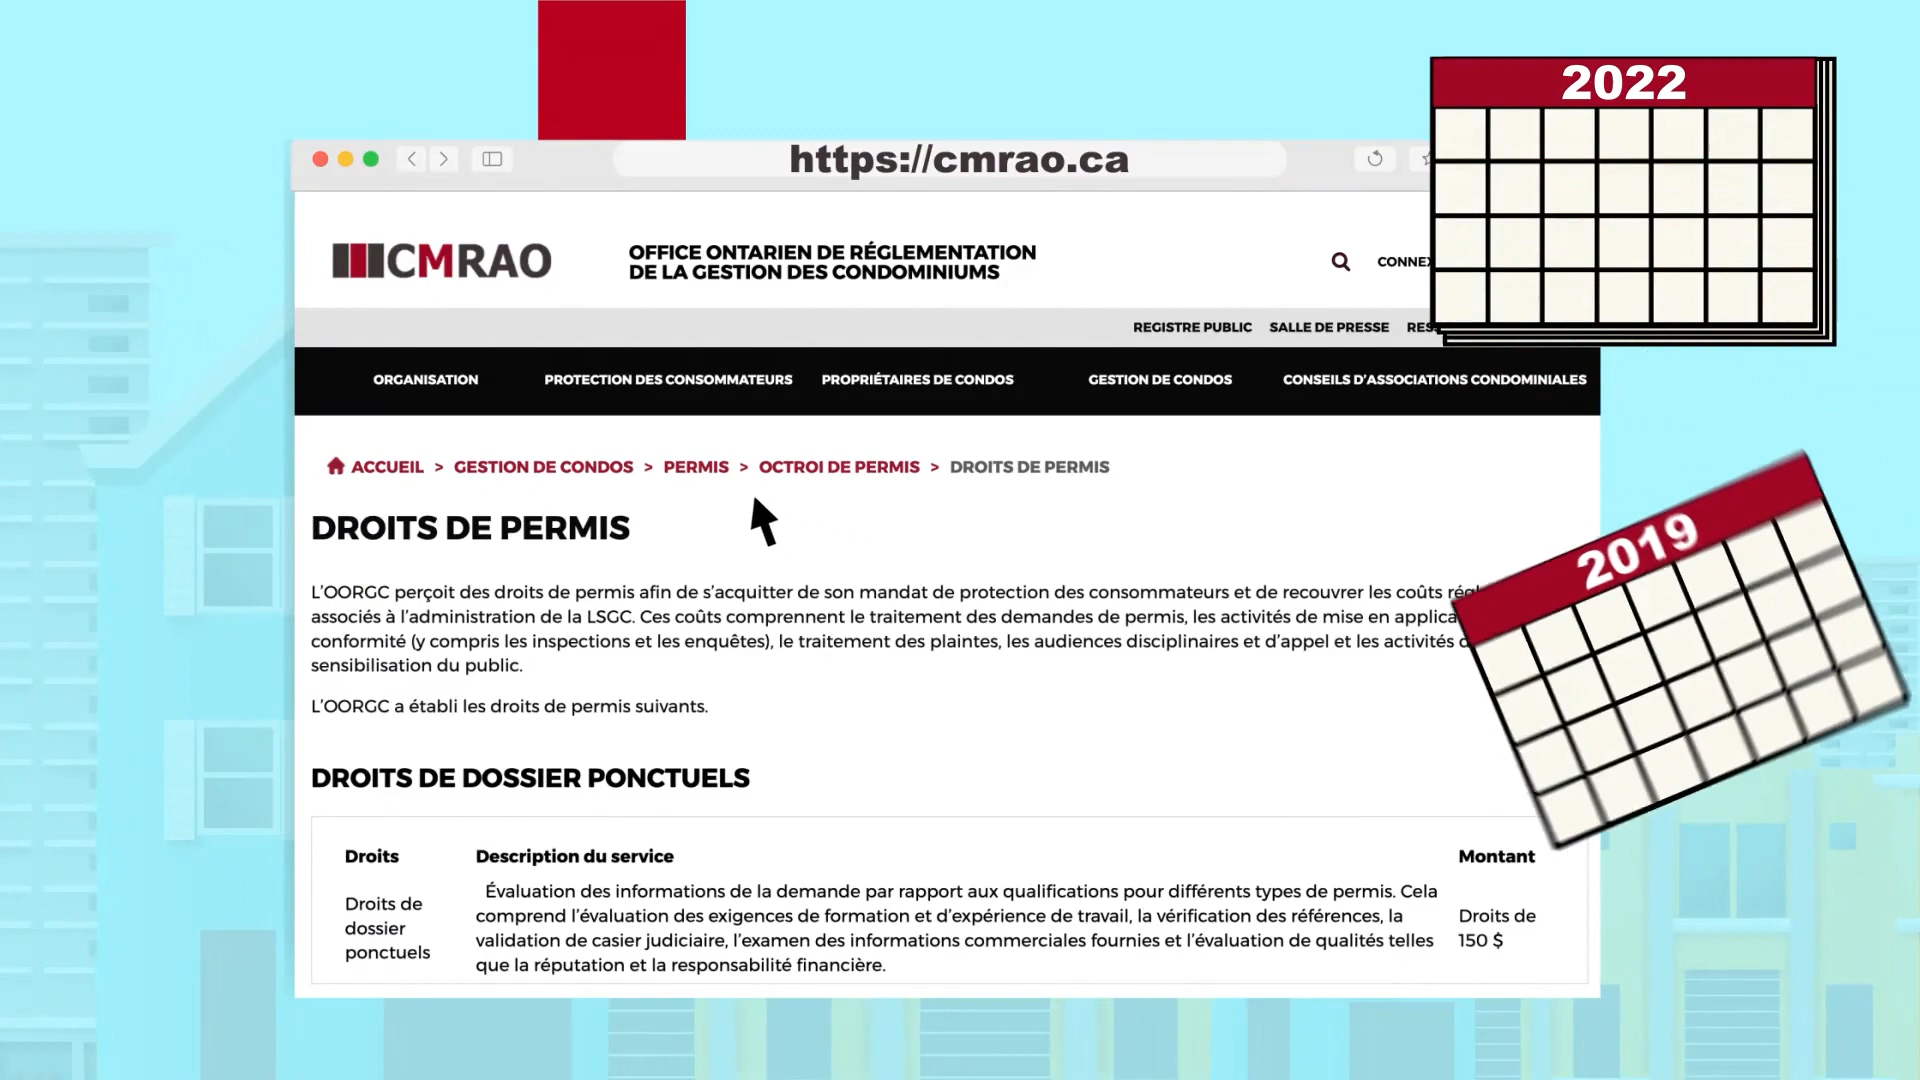 2022
https://cmrao.ca
CMRAO
OFFICE ONTARIEN DE RÉGLEMENTATION
DE LA GESTION DES CONDOMINIUMS
REGISTRE PUBLIC SALLE DE PRESSE
ORGANISATION PROTECTION DES CONSOMMATEURS PROPRIÉTAIRES DE CONDOS GESTION DE CONDOS CONSEILS D'ASSOCIATIONS CONDOMINIALES
ACCUEIL > GESTION DE CONDOS > PERMIS > OCTROI DE PERMIS > DROITS DE PERMIS
DROITS DE PERMIS
2019
L'OORGC perçoit des droits de permis afin de s'acquitter de son mandat de protection des consommateurs et de recouvrer les coûts
associés à l'administration de la LSGC. Ces coûts comprennent le traitement des demandes de permis, les activités de mise en
conformité (y compris les inspections et les enquêtes), le traitement des plaintes, les audiences disciplinaires et d'appel et les activités
sensibilisation du public.
L'OORGC a établi les droits de permis suivants.
DROITS DE DOSSIER PONCTUELS
Droits Description du service Montant
Droits de
dossier
ponctuels
Évaluation des informations de la demande par rapport aux qualifications pour différents types de permis. Cela
comprend l'évaluation des exigences de formation et d'expérience de travail, la vérification des références, la
validation de casier judiciaire, l'examen des informations commerciales fournies et l'évaluation de qualités telles
que la réputation et la responsabilité financière.
Droits de
150 $